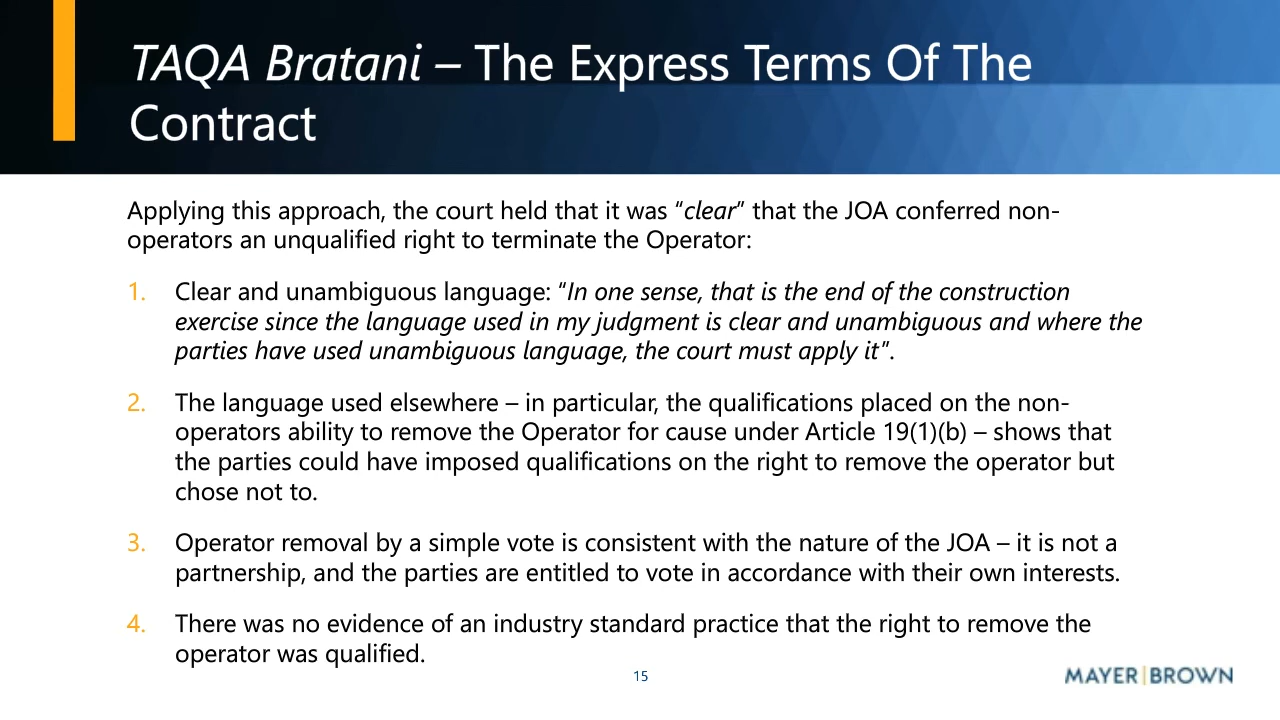 TAQA Bratani – The Express Terms Of The
Contract
Applying this approach, the court held that it was “clear” that the JOA conferred non-
operators an unqualified right to terminate the Operator:
1. Clear and unambiguous language: “In one sense, that is the end of the construction
exercise since the language used in my judgment is clear and unambiguous and where the
parties have used unambiguous language, the court must apply it”.
2. The language used elsewhere – in particular, the qualifications placed on the non-
operators ability to remove the Operator for cause under Article 19(1)(b) – shows that
the parties could have imposed qualifications on the right to remove the operator but
chose not to.
3. Operator removal by a simple vote is consistent with the nature of the JOA – it is not a
partnership, and the parties are entitled to vote in accordance with their own interests.
4. There was no evidence of an industry standard practice that the right to remove the
operator was qualified.
15
MAYER|BROWN